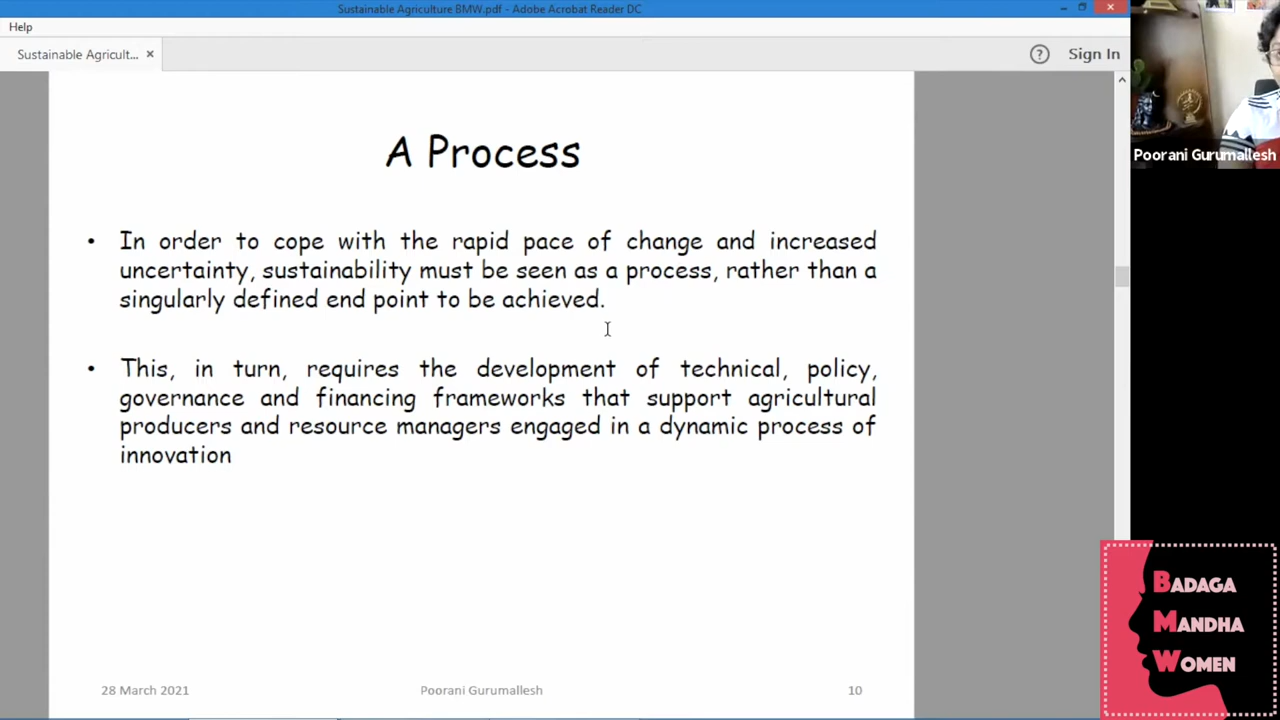 Sustainable Agriculture BMW.pdf - Adobe Acrobat Reader DC
Help
Sustainable Agricult... ×
? Sign In
A Process
• In order to cope with the rapid pace of change and increased
uncertainty, sustainability must be seen as a process, rather than a
singularly defined end point to be achieved.
• This, in turn, requires the development of technical, policy,
governance and financing frameworks that support agricultural
producers and resource managers engaged in a dynamic process of
innovation
28 March 2021 Poorani Gurumallesh 10
Poorani Gurumallesh
BADAGA
MANDHA
WOMEN